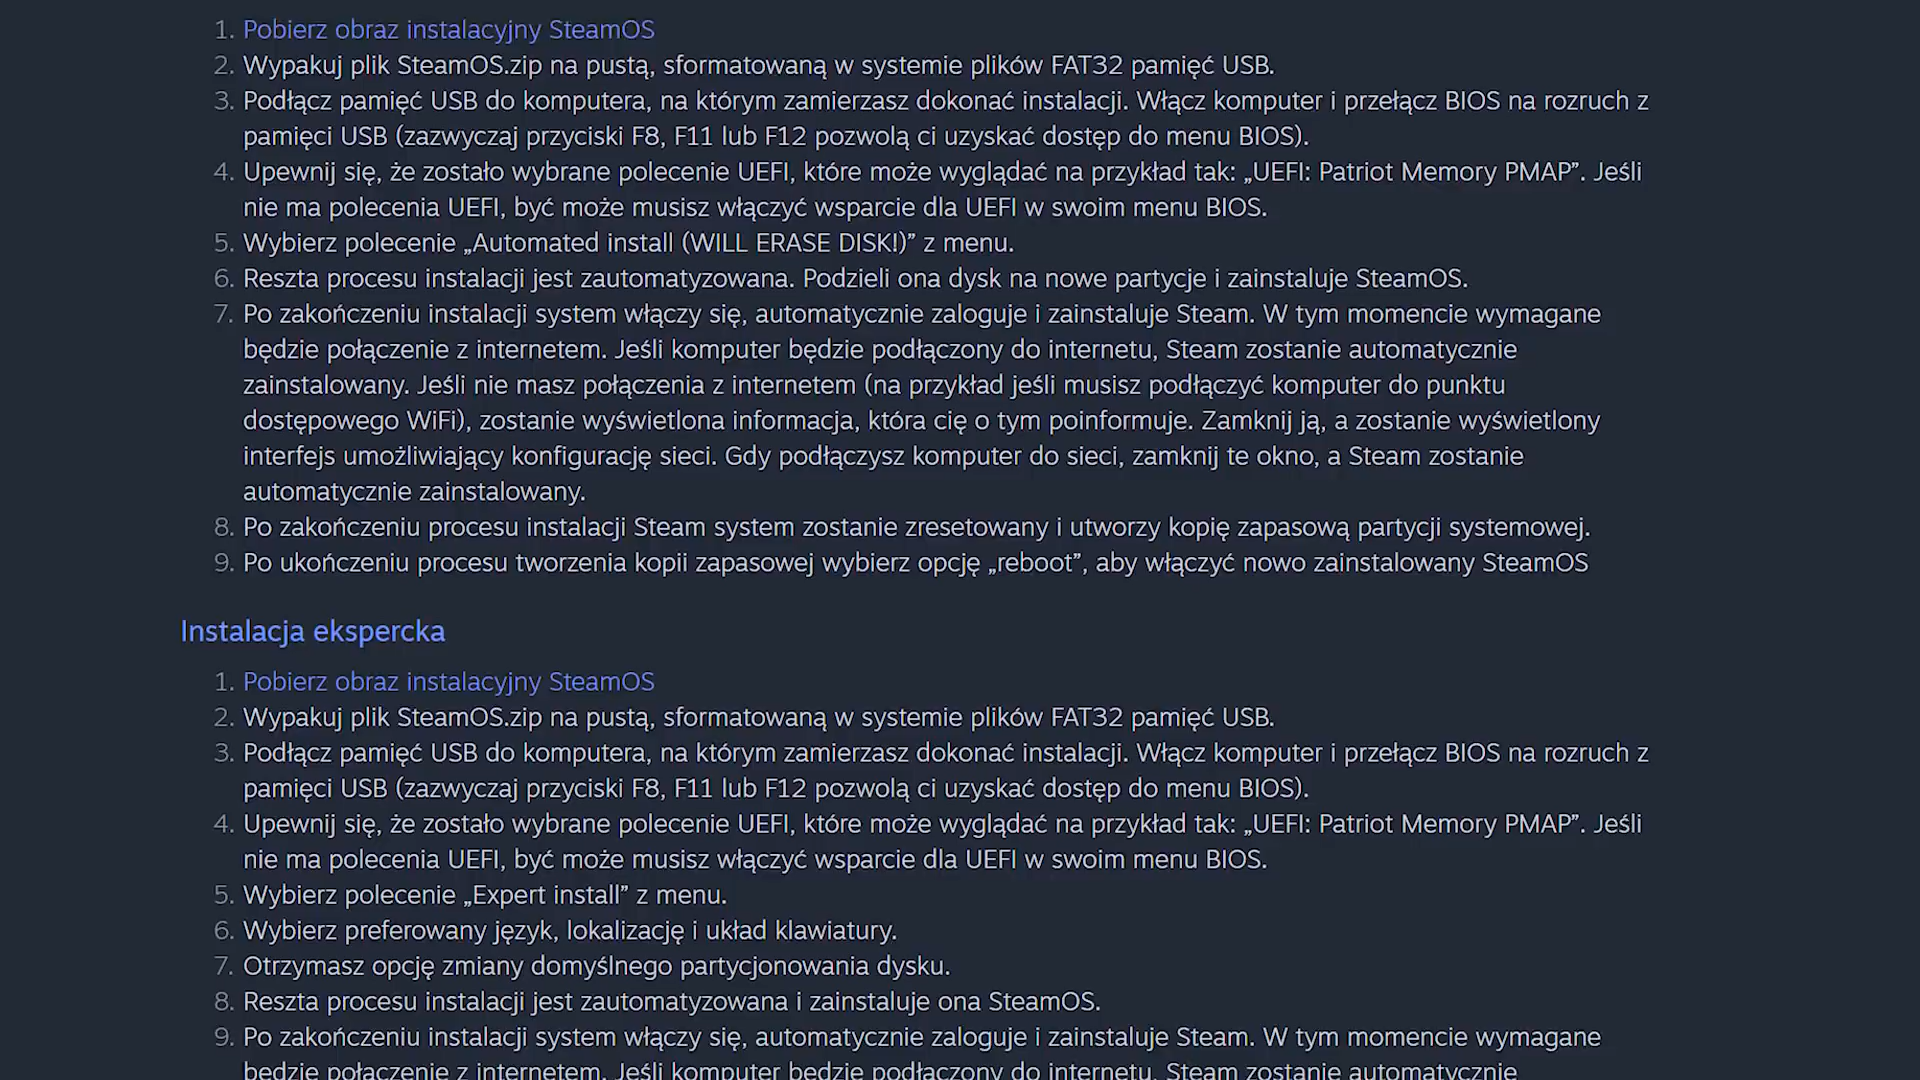 1. Pobierz obraz instalacyjny SteamOS
2. Wypakuj plik SteamOS.zip na pustą, sformatowaną w systemie plików FAT32 pamięć USB.
3. Podłącz pamięć USB do komputera, na którym zamierzasz dokonać instalacji. Włącz komputer i przełącz BIOS na rozruch z
pamięci USB (zazwyczaj przyciski F8, F11 lub F12 pozwolą ci uzyskać dostęp do menu BIOS).
4. Upewnij się, że zostało wybrane polecenie UEFI, które może wyglądać na przykład tak: „UEFI: Patriot Memory PMAP”. Jeśli
nie ma polecenia UEFI, być może musisz włączyć wsparcie dla UEFI w swoim menu BIOS.
5. Wybierz polecenie „Automated install (WILL ERASE DISK!)” z menu.
6. Reszta procesu instalacji jest zautomatyzowana. Podzieli ona dysk na nowe partycje i zainstaluje SteamOS.
7. Po zakończeniu instalacji system włączy się, automatycznie zaloguje i zainstaluje Steam. W tym momencie wymagane
będzie połączenie z internetem. Jeśli komputer będzie podłączony do internetu, Steam zostanie automatycznie
zainstalowany. Jeśli nie masz połączenia z internetem (na przykład jeśli musisz podłączyć komputer do punktu
dostępowego WiFi), zostanie wyświetlona informacja, która cię o tym poinformuje. Zamknij ją, a zostanie wyświetlony
interfejs umożliwiający konfigurację sieci. Gdy podłączysz komputer do sieci, zamknij te okno, a Steam zostanie
automatycznie zainstalowany.
8. Po zakończeniu procesu instalacji Steam system zostanie zresetowany i utworzy kopię zapasową partycji systemowej.
9. Po ukończeniu procesu tworzenia kopii zapasowej wybierz opcję „reboot”, aby włączyć nowo zainstalowany SteamOS
Instalacja ekspercka
1. Pobierz obraz instalacyjny SteamOS
2. Wypakuj plik SteamOS.zip na pustą, sformatowaną w systemie plików FAT32 pamięć USB.
3. Podłącz pamięć USB do komputera, na którym zamierzasz dokonać instalacji. Włącz komputer i przełącz BIOS na rozruch z
pamięci USB (zazwyczaj przyciski F8, F11 lub F12 pozwolą ci uzyskać dostęp do menu BIOS).
4. Upewnij się, że zostało wybrane polecenie UEFI, które może wyglądać na przykład tak: „UEFI: Patriot Memory PMAP”. Jeśli
nie ma polecenia UEFI, być może musisz włączyć wsparcie dla UEFI w swoim menu BIOS.
5. Wybierz polecenie „Expert install” z menu.
6. Wybierz preferowany język, lokalizację i układ klawiatury.
7. Otrzymasz opcję zmiany domyślnego partycjonowania dysku.
8. Reszta procesu instalacji jest zautomatyzowana i zainstaluje ona SteamOS.
9. Po zakończeniu instalacji system włączy się, automatycznie zaloguje i zainstaluje Steam. W tym momencie wymagane
będzie połączenie z internetem. Jeśli komputer będzie podłączony do internetu, Steam zostanie automatycznie